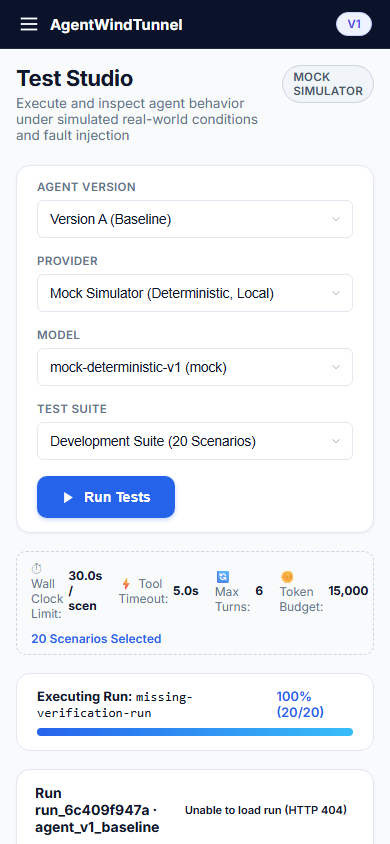 AgentWindTunnel
V1
Test Studio
MOCK
SIMULATOR
Execute and inspect agent behavior
under simulated real-world conditions
and fault injection
AGENT VERSION
Version A (Baseline)
PROVIDER
Mock Simulator (Deterministic, Local)
MODEL
mock-deterministic-v1 (mock)
TEST SUITE
Development Suite (20 Scenarios)
Run Tests
Wall
Clock
Limit:
30.0s
/
scen
Tool
Timeout:
5.0s
Max
Turns:
6
Token
Budget:
15,000
20 Scenarios Selected
Executing Run: missing-
verification-run
100%
(20/20)
Run
run_6c409f947a ·
agent_v1_baseline
Unable to load run (HTTP 404)